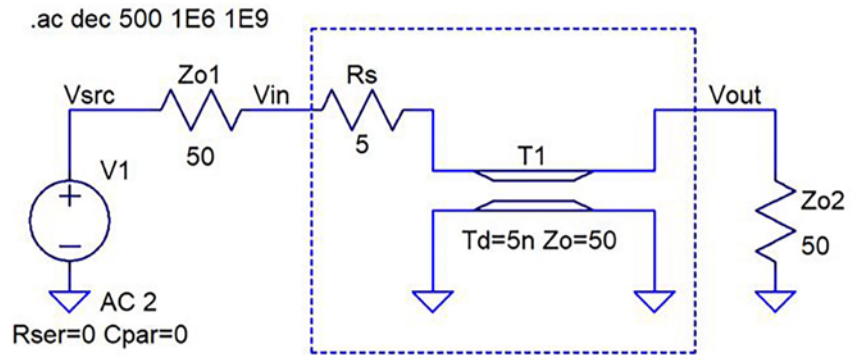 .ac dec 500 1E6 1E9
Vsrc
Zo1
Vin
Rs
Vout
50
5
V1
T1
Zo2
Td=5n Zo=50
50
AC 2
Rser=0 Cpar=0